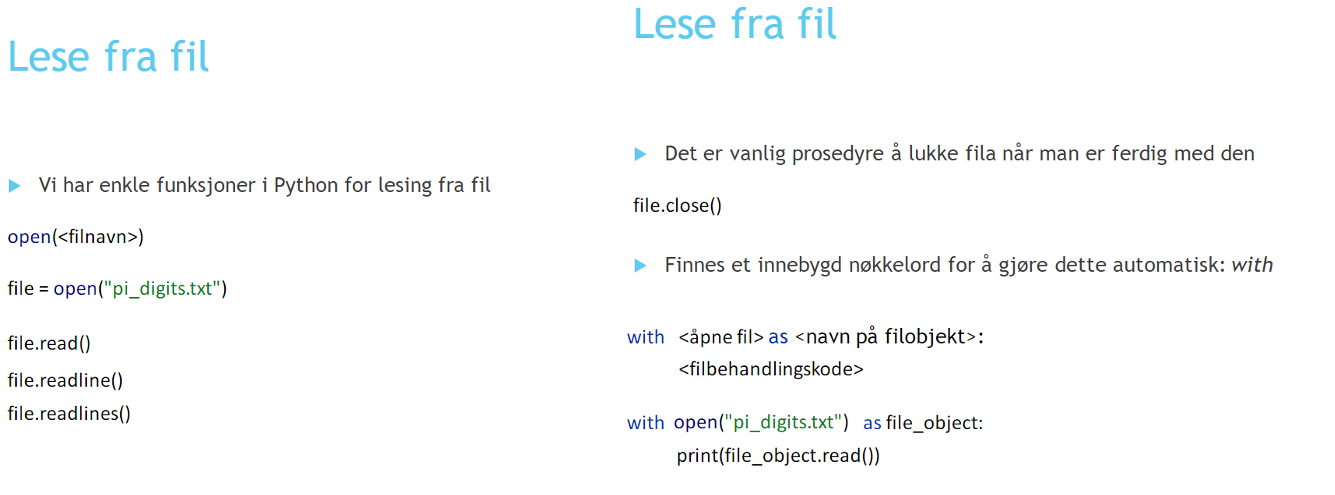 Lese fra fil
Vi har enkle funksjoner i Python for lesing fra fil
open(<filnavn>)
file = open("pi_digits.txt")
file.read()
file.readline()
file.readlines()
Lese fra fil
Det er vanlig prosedyre å lukke fila når man er ferdig med den
file.close()
Finnes et innebygd nøkkelord for å gjøre dette automatisk: with
with <åpne fil> as <navn på filobjekt>:
<filbehandlingskode>
with open("pi_digits.txt") as file_object:
print(file_object.read())